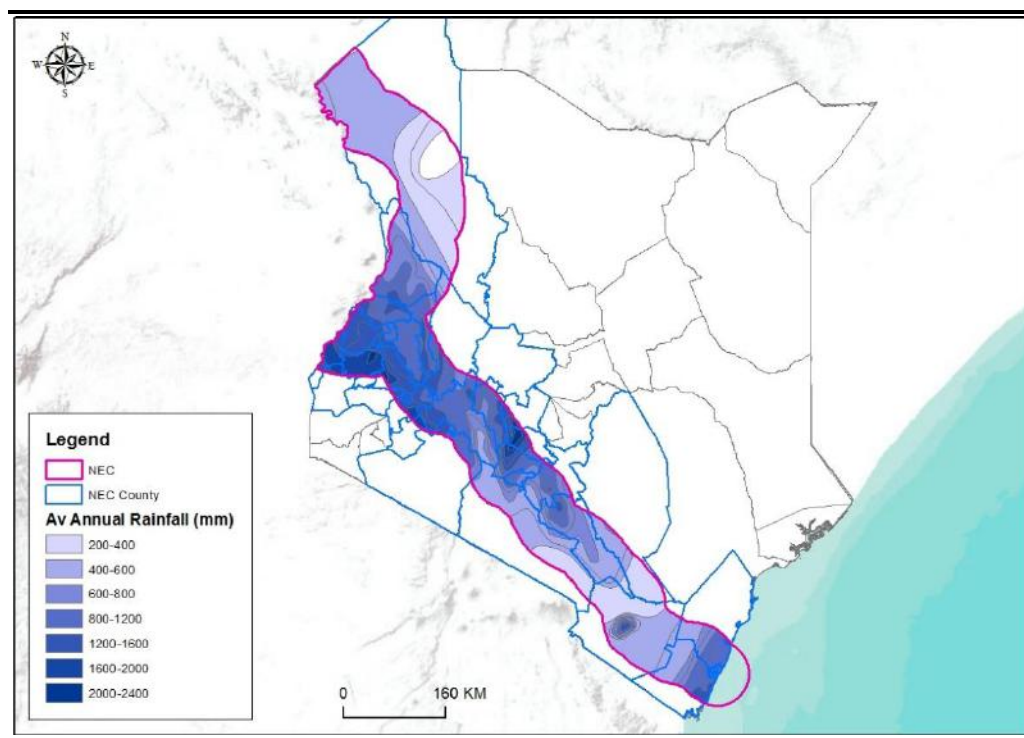 N
W E
S
Legend
NEC
NEC County
Av Annual Rainfall (mm)
200-400
400-600
600-800
800-1200
1200-1600
1600-2000
2000-2400
0 160 KM